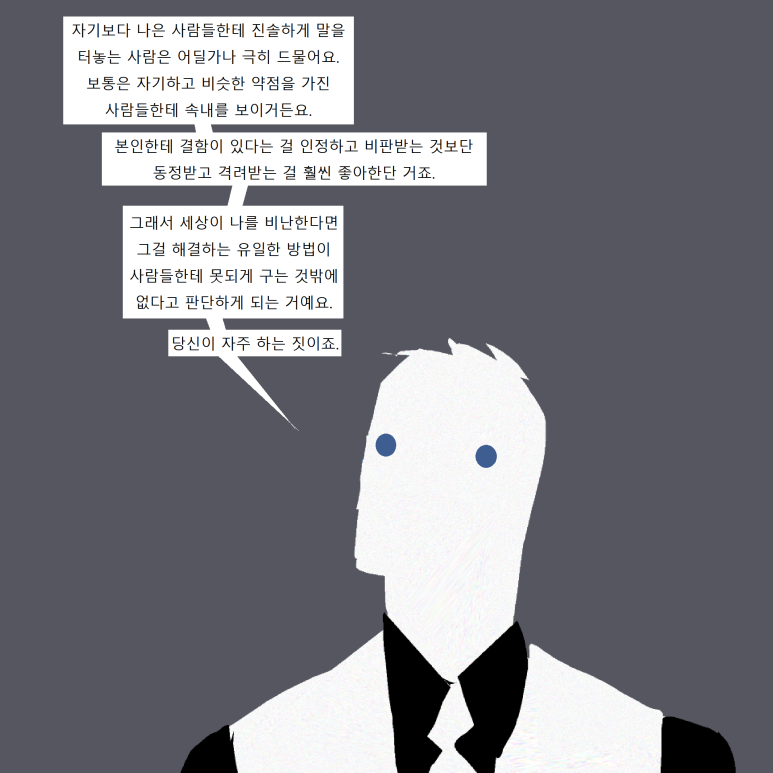 자기보다 나은 사람들한테 진솔하게 말을
터놓는 사람은 어딜가나 극히 드물어요.
보통은 자기하고 비슷한 약점을 가진
사람들한테 속내를 보이거든요.
본인한테 결함이 있다는 걸 인정하고 비판받는 것보단
동정받고 격려받는 걸 훨씬 좋아한단 거죠.
그래서 세상이 나를 비난한다면
그걸 해결하는 유일한 방법이
사람들한테 못되게 구는 것밖에
없다고 판단하게 되는 거예요.
당신이 자주 하는 짓이죠.